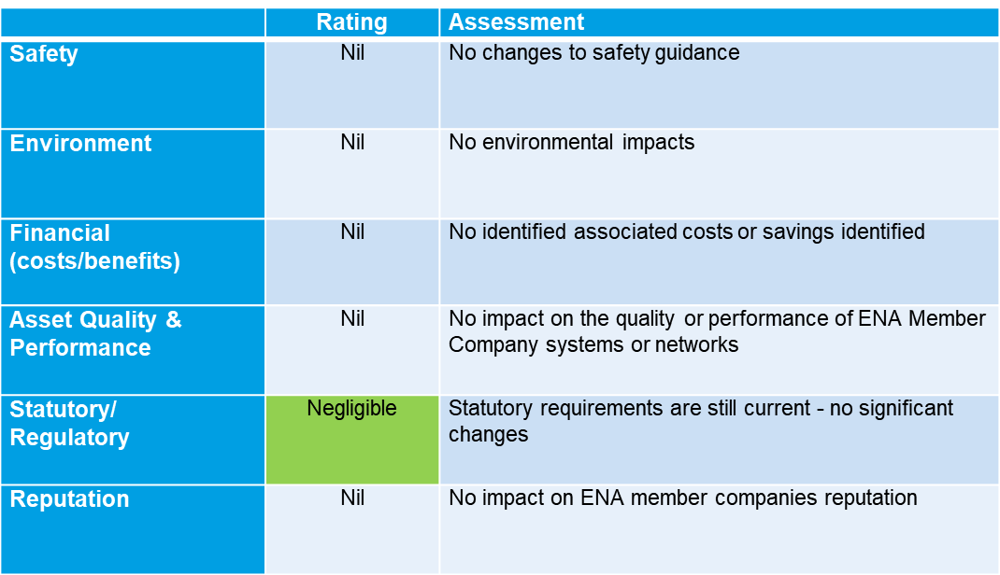 Rating Assessment
Safety Nil No changes to safety guidance
Environment Nil No environmental impacts
Financial Nil No identified associated costs or savings identified
(costs/benefits)
Asset Quality & Nil No impact on the quality or performance of ENA Member
Performance Company systems or networks
Statutory/ Negligible Statutory requirements are still current - no significant
Regulatory changes
Reputation Nil No impact on ENA member companies reputation